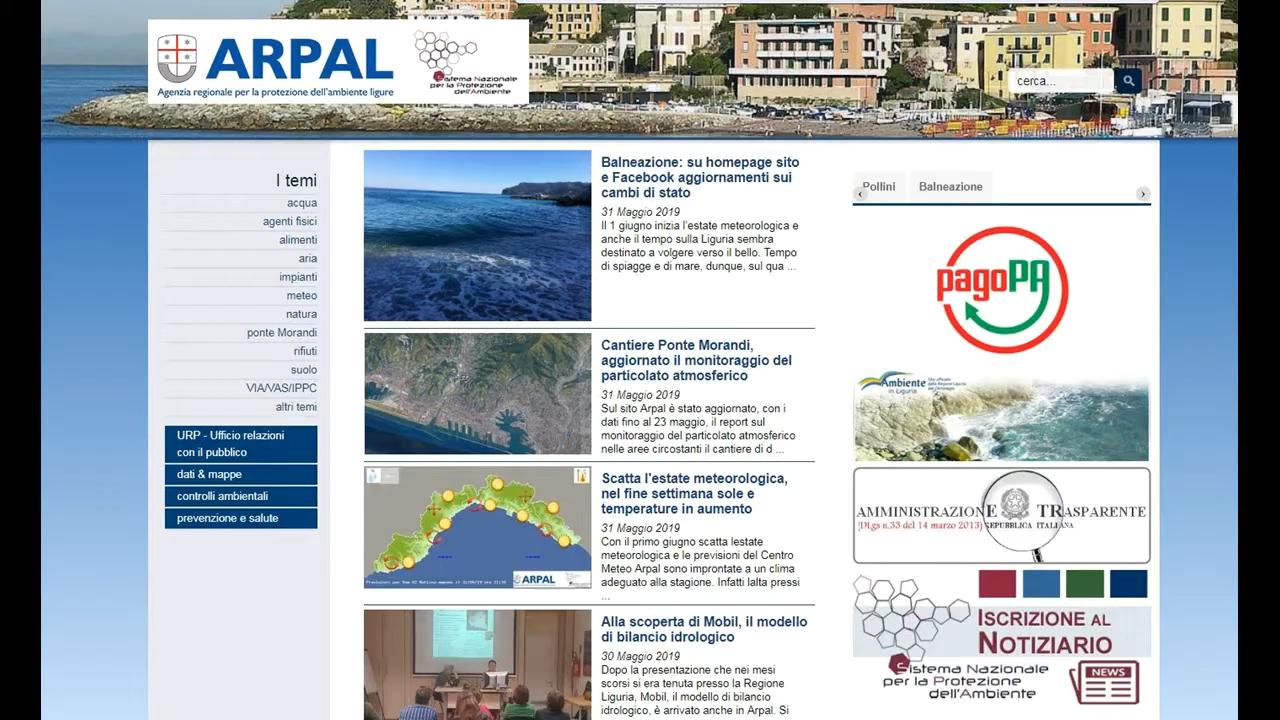 ARPAL
Agenzia regionale per la protezione dell'ambiente ligure
Sistema Nazionale
per la Protezione
dell'Ambiente
cerca...
I temi
acqua
agenti fisici
alimenti
aria
impianti
meteo
natura
ponte Morandi
rifiuti
suolo
VIA/VAS/IPPC
altri temi
URP - Ufficio relazioni
con il pubblico
dati & mappe
controlli ambientali
prevenzione e salute
Balneazione: su homepage sito
e Facebook aggiornamenti sui
cambi di stato
31 Maggio 2019
Il 1 giugno inizia l'estate meteorologica e
anche il tempo sulla Liguria sembra
destinato a volgere verso il bello. Tempo
di spiagge e di mare, dunque, sul qua ...
Cantiere Ponte Morandi,
aggiornato il monitoraggio del
particolato atmosferico
31 Maggio 2019
Sul sito Arpal è stato aggiornato, con i
dati fino al 23 maggio, il report sul
monitoraggio del particolato atmosferico
nelle aree circostanti il cantiere di d ...
Scatta l'estate meteorologica,
nel fine settimana sole e
temperature in aumento
31 Maggio 2019
Con il primo giugno scatta lestate
meteorologica e le previsioni del Centro
Meteo Arpal sono improntate a un clima
adeguato alla stagione. Infatti lalta pressi
...
ARPAL
Alla scoperta di Mobil, il modello
di bilancio idrologico
30 Maggio 2019
Dopo la presentazione che nei mesi
scorsi si era tenuta presso la Regione
Liguria, Mobil, il modello di bilancio
idrologico, è arrivato anche in Arpal. Si
Pollini
Balneazione
pagoPA
Ambiente
in Liguria
AMMINISTRAZIONE TRASPARENTE
(D.lgs n.33 del 14 marzo 2013) REPUBBLICA ITALIANA
ISCRIZIONE AL
NOTIZIARIO
Sistema Nazionale
per la Protezione
dell'Ambiente
NEWS